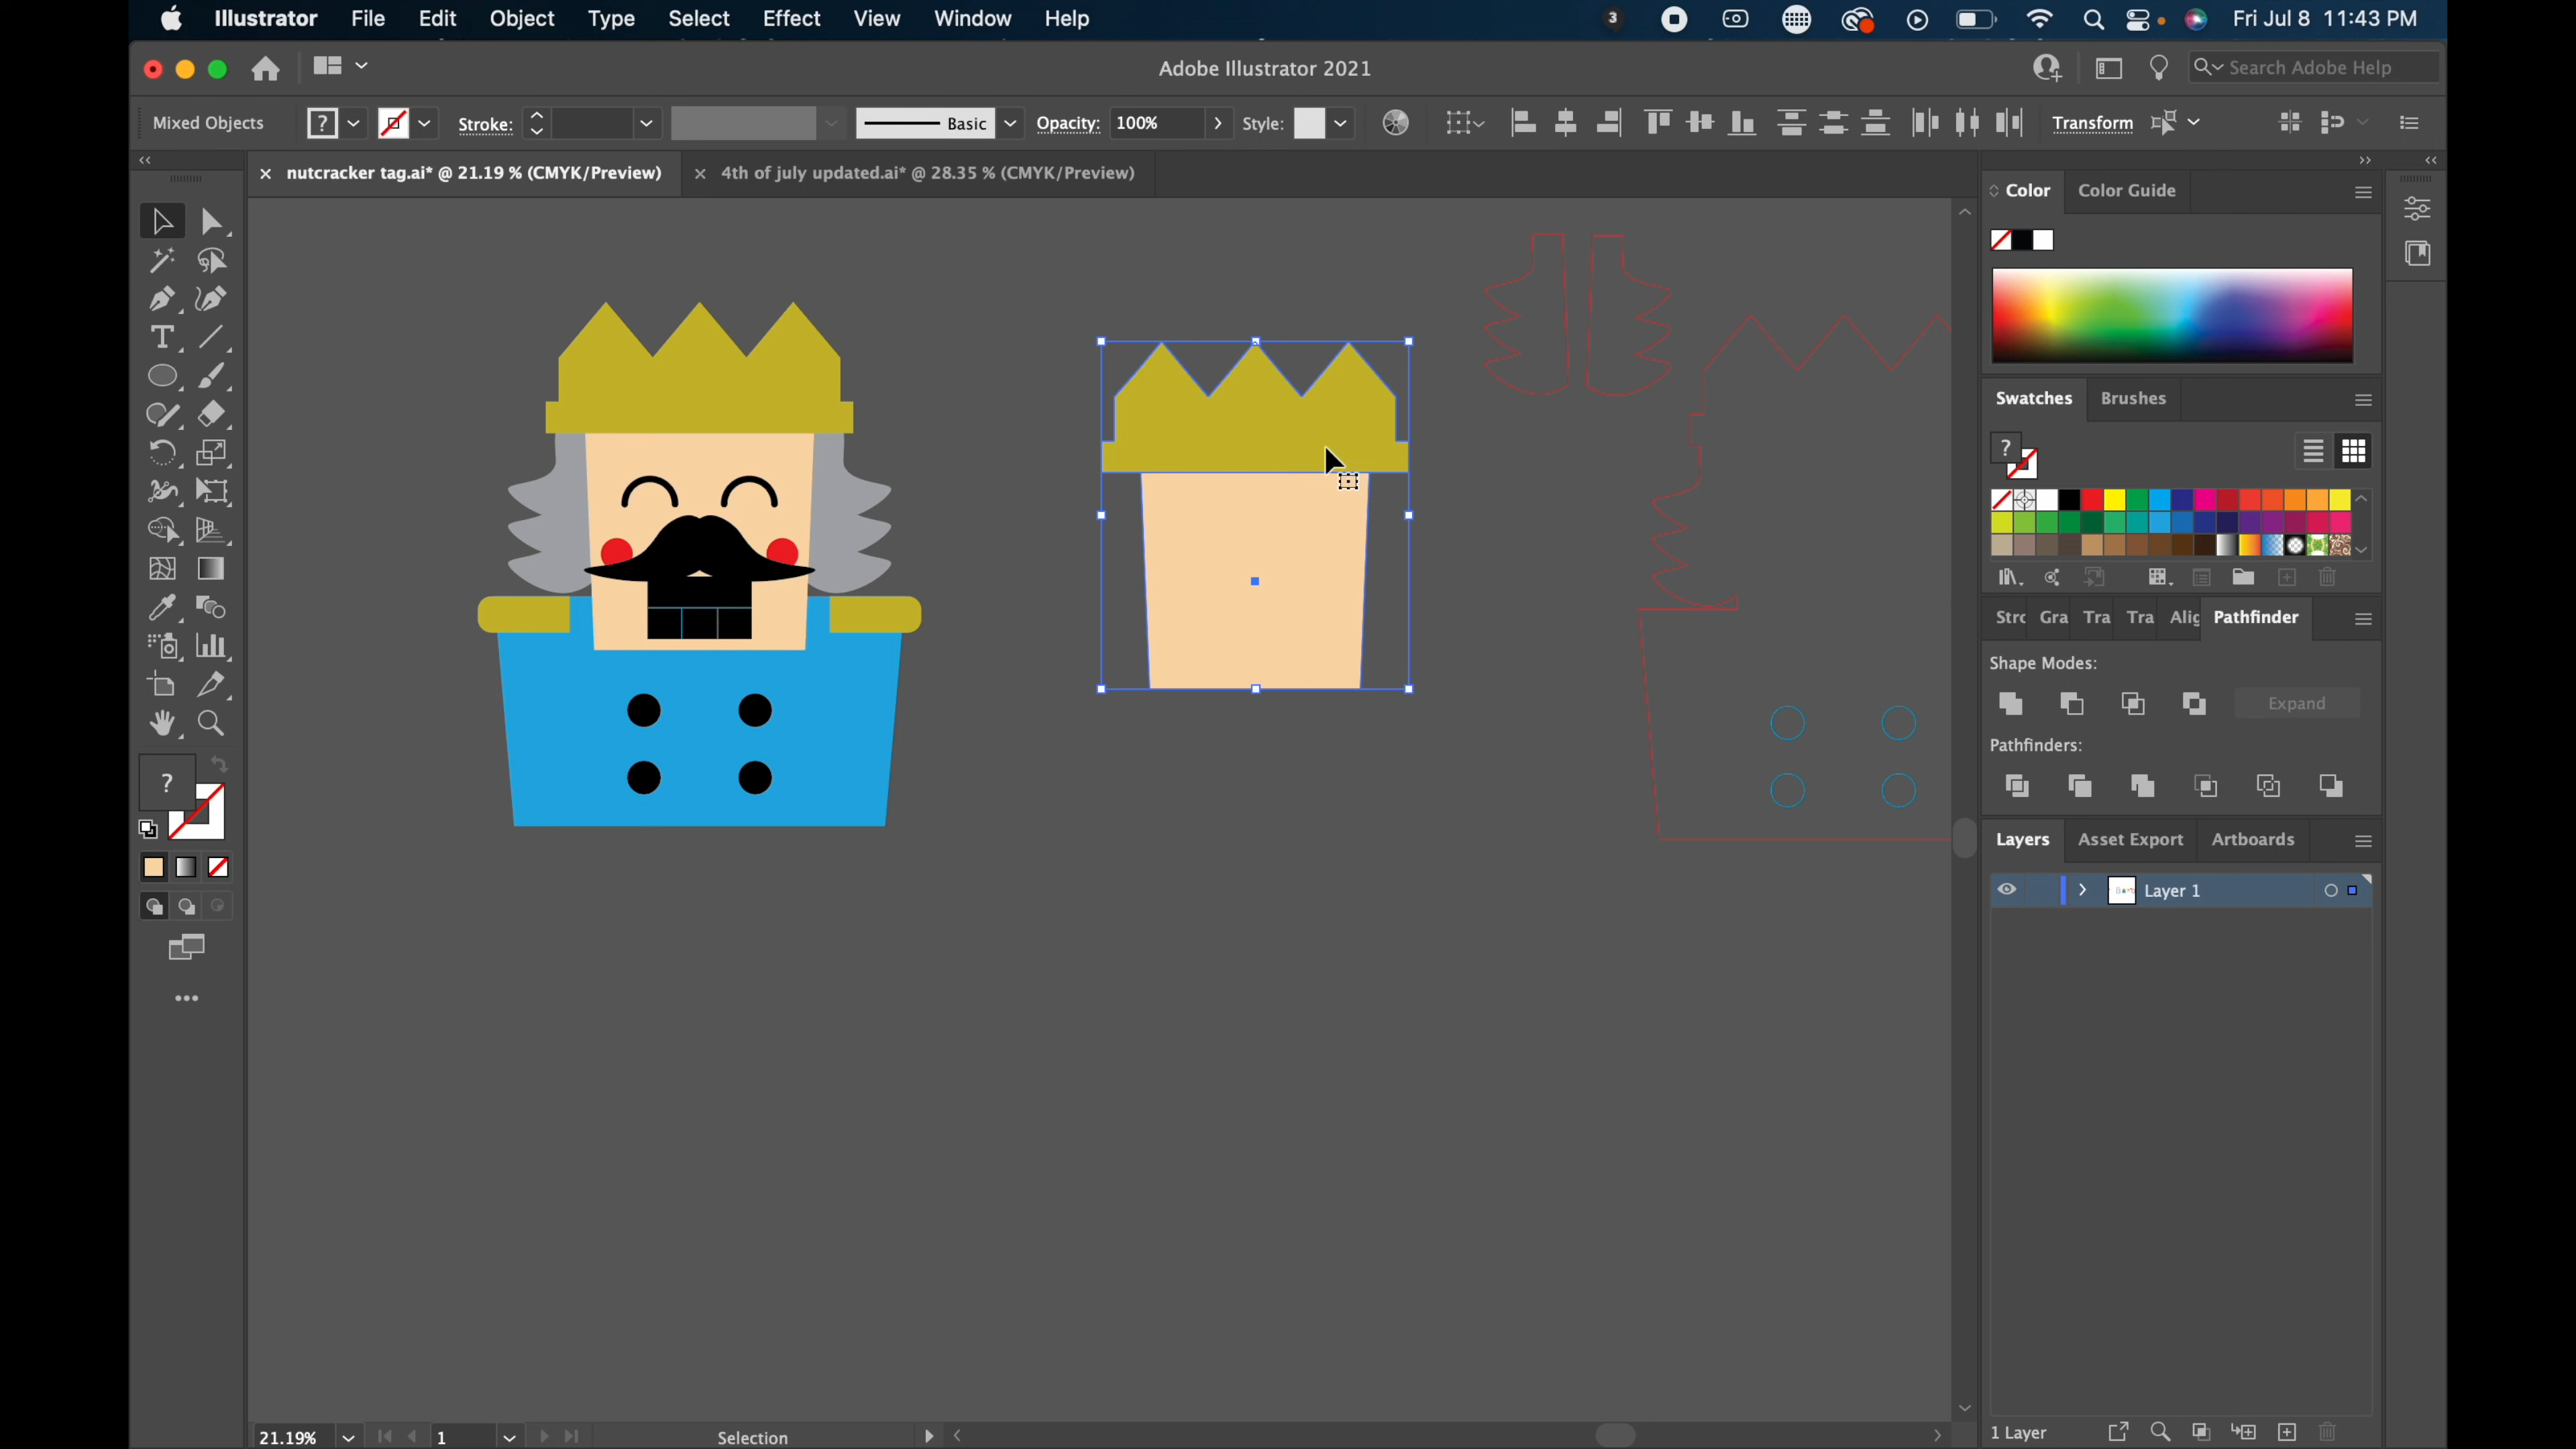 Illustrator File Edit Object Type Select Effect View Window Help 3 Fri Jul 8 11:43 PM
Adobe Illustrator 2021 Search Adobe Help
Mixed Objects ? Stroke: Basic Opacity: 100% Style: Transform
nutcracker tag.ai* @ 21.19 % (CMYK/Preview) 4th of july updated.ai* @ 28.35 % (CMYK/Preview)
Color Color Guide
Swatches Brushes
?
Strc Gra Tra Tra Alig Pathfinder
Shape Modes:
Expand
Pathfinders:
?
Layers Asset Export Artboards
Layer 1
21.19% 1 Selection 1 Layer